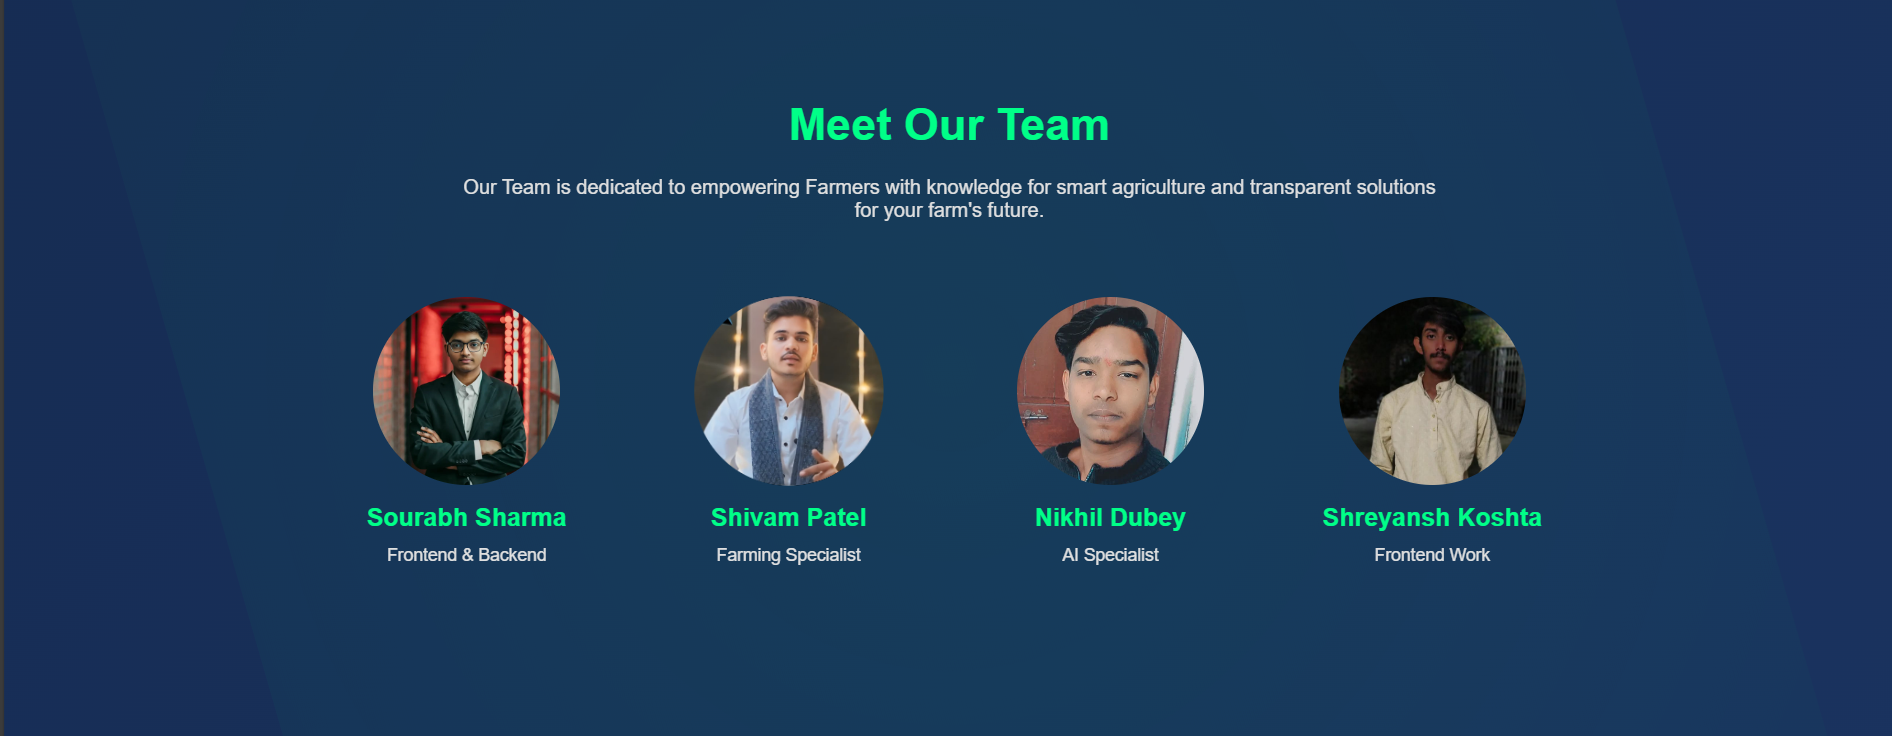 Meet Our Team
Our Team is dedicated to empowering Farmers with knowledge for smart agriculture and transparent solutions
for your farm's future.
Sourabh Sharma
Frontend & Backend
Shivam Patel
Farming Specialist
Nikhil Dubey
AI Specialist
Shreyansh Koshta
Frontend Work